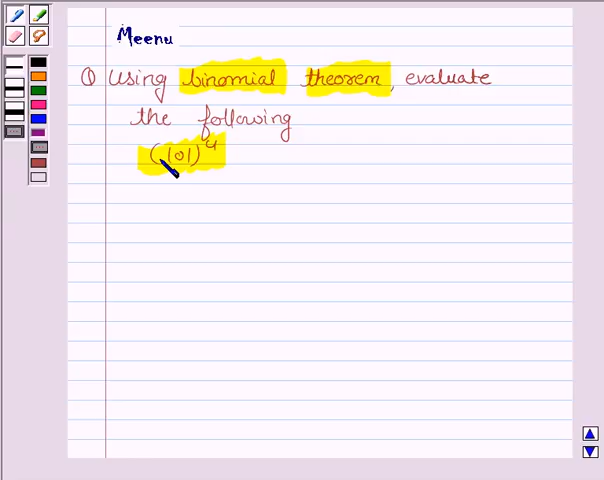 Meenu
Q Using binomial theorem, evaluate
the following
(101)⁴